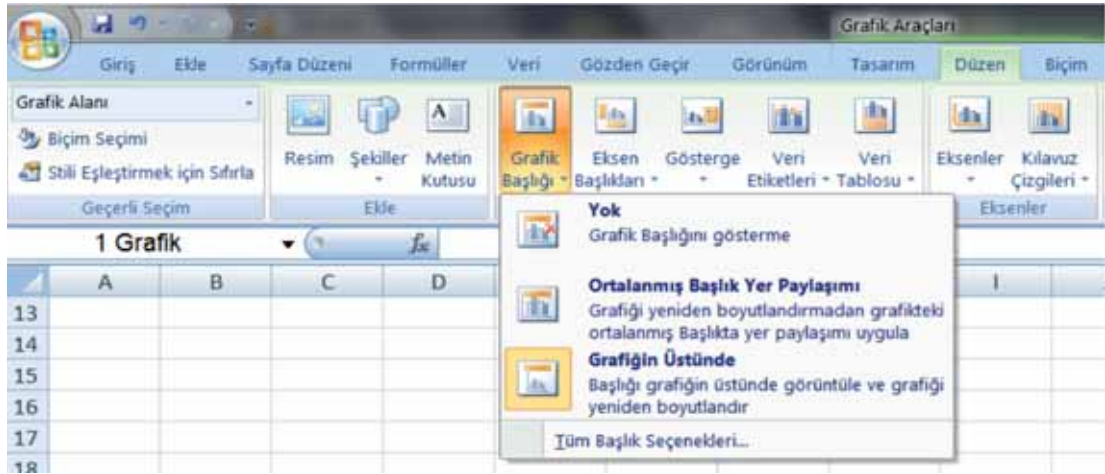 Grafik Araçları
Giriş Ekle Sayfa Düzeni Formüller Veri Gözden Geçir Görünüm Tasarım Düzen Biçim
Grafik Alanı
Biçim Seçimi
Stili Eşleştirmek için Sıfırla
Geçerli Seçim
Resim Şekiller Metin Kutusu
Ekle
Grafik Başlığı Eksen Başlıkları Gösterge Veri Etiketleri Veri Tablosu
Eksenler Kılavuz Çizgileri
Eksenler
1 Grafik fx
A B C D I
13
14
15
16
17
18
Yok
Grafik Başlığını gösterme
Ortalanmış Başlık Yer Paylaşımı
Grafiği yeniden boyutlandırmadan grafikteki
ortalanmış Başlıkta yer paylaşımı uygula
Grafiğin Üstünde
Başlığı grafiğin üstünde görüntüle ve grafiği
yeniden boyutlandır
Tüm Başlık Seçenekleri...